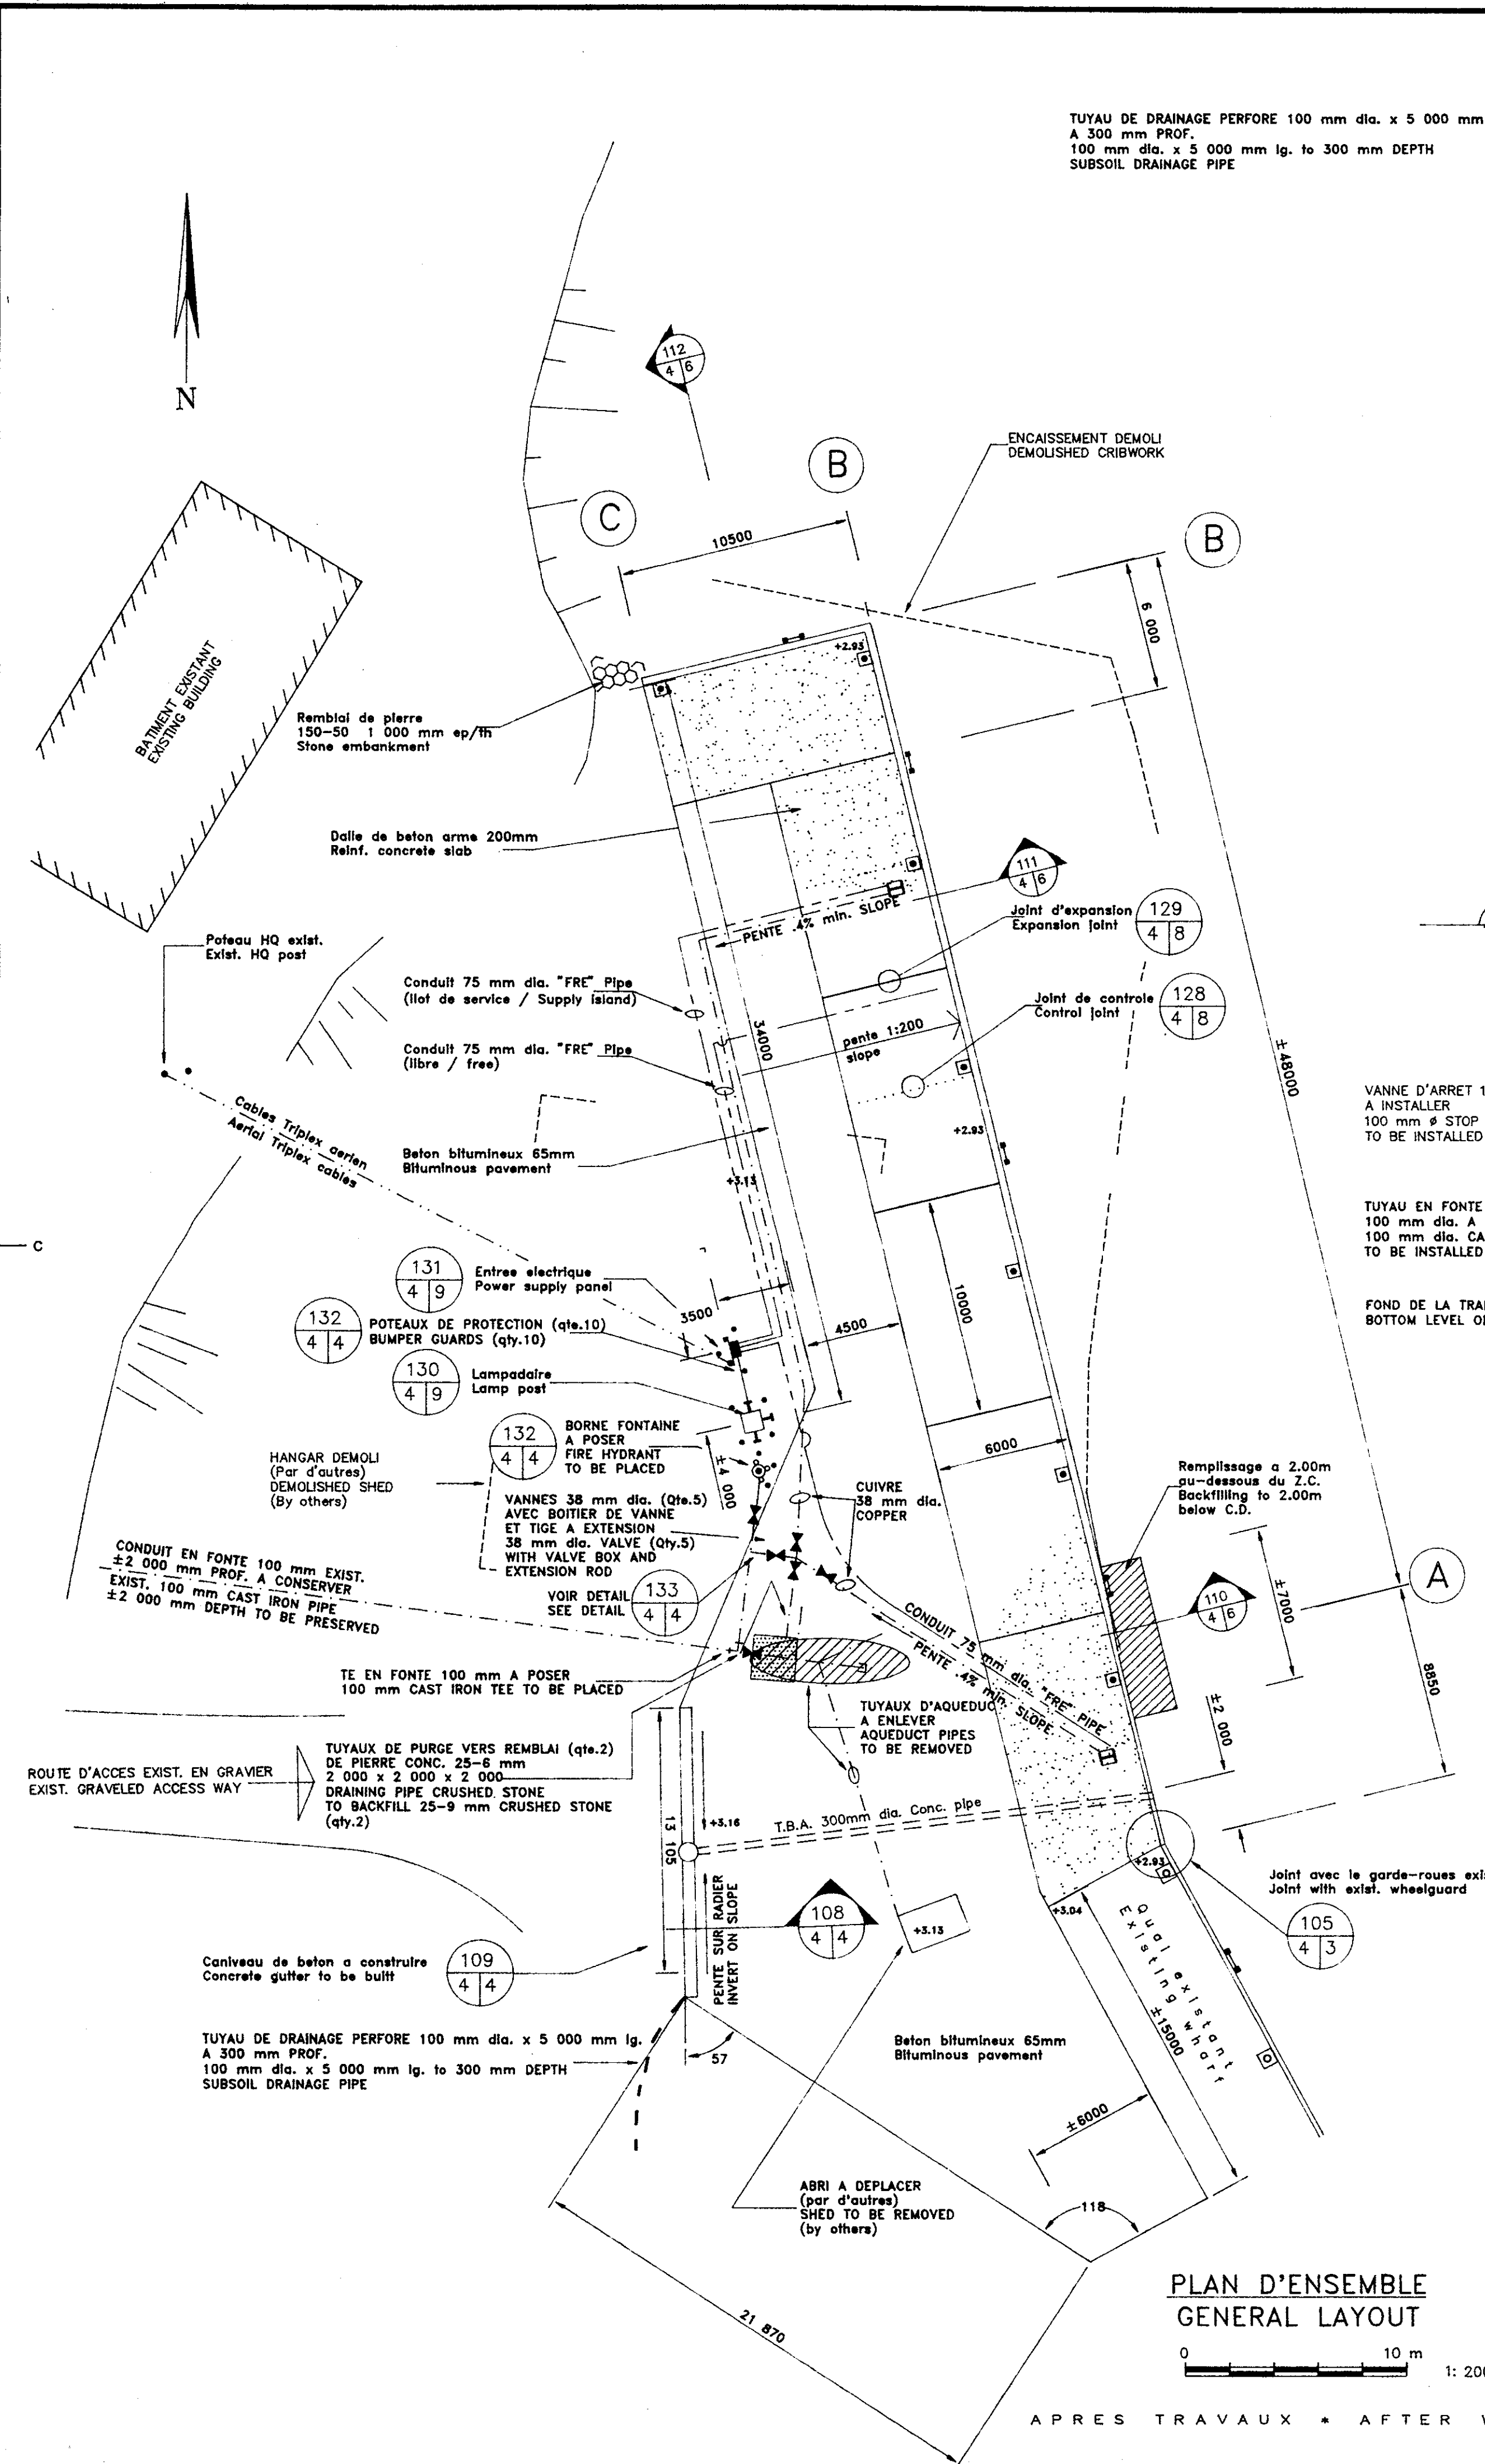 TUYAU DE DRAINAGE PERFORE 100 mm dia. x 5 000 mm
A 300 mm PROF.
100 mm dia. x 5 000 mm lg. to 300 mm DEPTH
SUBSOIL DRAINAGE PIPE
N
112
4 6
ENCAISSEMENT DEMOLI
DEMOLISHED CRIBWORK
B
C
10500
B
6 000
BATIMENT EXISTANT
EXISTING BUILDING
+2.93
Remblai de pierre
150-50 1 000 mm ep/th
Stone embankment
Dalle de beton arme 200mm
Reinf. concrete slab
111
4 6
PENTE .4% min. SLOPE
Joint d'expansion
Expansion joint
129
4 8
Poteau HQ exist.
Exist. HQ post
Conduit 75 mm dia. "FRE" Pipe
(ilot de service / Supply island)
Joint de controle
Control joint
128
4 8
34000
pente 1:200
slope
Conduit 75 mm dia. "FRE" Pipe
(libre / free)
±48000
VANNE D'ARRET 1
A INSTALLER
100 mm ø STOP
TO BE INSTALLED
Cables Triplex aerien
Aerial Triplex cables
Beton bitumineux 65mm
Bituminous pavement
+2.93
+3.13
TUYAU EN FONTE
100 mm dia. A
100 mm dia. CA
TO BE INSTALLED
C
131
4 9
Entree electrique
Power supply panel
3500
10000
132
4 4
POTEAUX DE PROTECTION (qte.10)
BUMPER GUARDS (qty.10)
4500
FOND DE LA TRA
BOTTOM LEVEL O
130
4 9
Lampadaire
Lamp post
132
4 4
BORNE FONTAINE
A POSER
FIRE HYDRANT
TO BE PLACED
6000
HANGAR DEMOLI
(Par d'autres)
DEMOLISHED SHED
(By others)
±4 000
Remplissage a 2.00m
au-dessous du Z.C.
Backfilling to 2.00m
below C.D.
CUIVRE
38 mm dia.
COPPER
VANNES 38 mm dia. (Qte.5)
AVEC BOITIER DE VANNE
ET TIGE A EXTENSION
38 mm dia. VALVE (Qty.5)
WITH VALVE BOX AND
EXTENSION ROD
CONDUIT EN FONTE 100 mm EXIST.
±2 000 mm PROF. A CONSERVER
EXIST. 100 mm CAST IRON PIPE
±2 000 mm DEPTH TO BE PRESERVED
A
VOIR DETAIL
SEE DETAIL
133
4 4
110
4 6
±7000
CONDUIT 75 mm dia. "FRE" PIPE
PENTE .4% min. SLOPE
TE EN FONTE 100 mm A POSER
100 mm CAST IRON TEE TO BE PLACED
8850
±2 000
TUYAUX D'AQUEDUC
A ENLEVER
AQUEDUCT PIPES
TO BE REMOVED
ROUTE D'ACCES EXIST. EN GRAVIER
EXIST. GRAVELED ACCESS WAY
TUYAUX DE PURGE VERS REMBLAI (qte.2)
DE PIERRE CONC. 25-6 mm
2 000 x 2 000 x 2 000
DRAINING PIPE CRUSHED STONE
TO BACKFILL 25-9 mm CRUSHED STONE
(qty.2)
13 105
+3.16
T.B.A. 300mm dia. Conc. pipe
+2.93
Joint avec le garde-roues exi
Joint with exist. wheelguard
105
4 3
PENTE SUR RADIER
INVERT ON SLOPE
108
4 4
+3.13
+3.04
Quai existant
Existing wharf
±15000
Caniveau de beton a construire
Concrete gutter to be built
109
4 4
TUYAU DE DRAINAGE PERFORE 100 mm dia. x 5 000 mm lg.
A 300 mm PROF.
100 mm dia. x 5 000 mm lg. to 300 mm DEPTH
SUBSOIL DRAINAGE PIPE
57
Beton bitumineux 65mm
Bituminous pavement
±6000
ABRI A DEPLACER
(par d'autres)
SHED TO BE REMOVED
(by others)
118
21 870
PLAN D'ENSEMBLE
GENERAL LAYOUT
0 10 m
1: 20
APRES TRAVAUX * AFTER